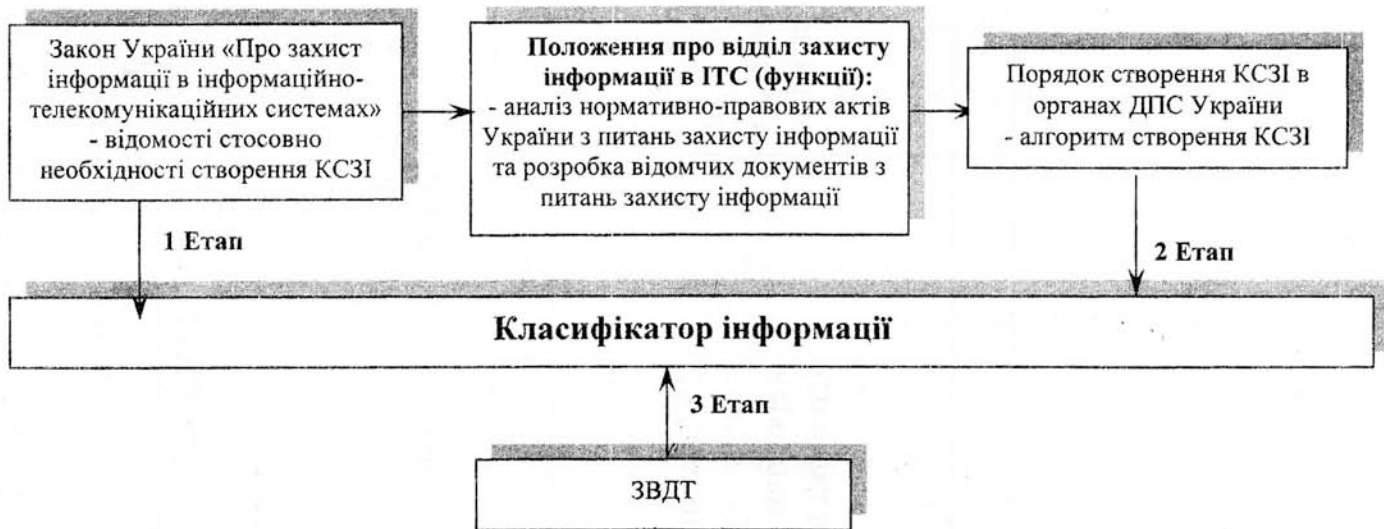 Закон України «Про захист
інформації в інформаційно-
телекомунікаційних системах»
- відомості стосовно
необхідності створення КСЗІ
Положення про відділ захисту
інформації в ІТС (функції):
- аналіз нормативно-правових актів
України з питань захисту інформації
та розробка відомчих документів з
питань захисту інформації
Порядок створення КСЗІ в
органах ДПС України
- алгоритм створення КСЗІ
1 Етап
2 Етап
Класифікатор інформації
3 Етап
ЗВДТ